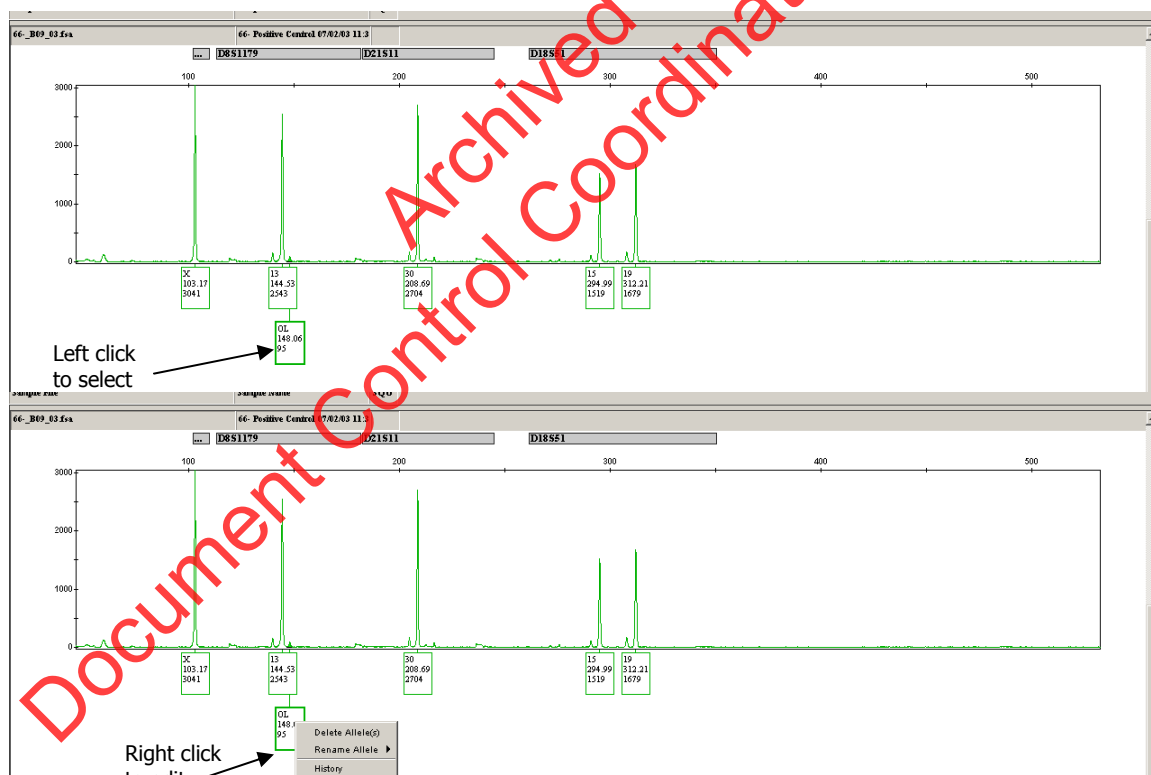 66-_B09_03.fsa 66- Positive Control 07/02/03 11:3
... D8S1179 D21S11 D18S51
100 200 300 400 500
3000
2000
1000
0
X
103.17
3041
13
144.53
2543
30
208.69
2704
15
294.99
1519
19
312.21
1679
OL
148.06
95
Left click
to select
Sample File Sample Name SQO
66-_B09_03.fsa 66- Positive Control 07/02/03 11:3
... D8S1179 D21S11 D18S51
100 200 300 400 500
3000
2000
1000
0
X
103.17
3041
13
144.53
2543
30
208.69
2704
15
294.99
1519
19
312.21
1679
OL
148.
95
Delete Allele(s)
Rename Allele
History
Right click
Archived
Document Control Coordinat